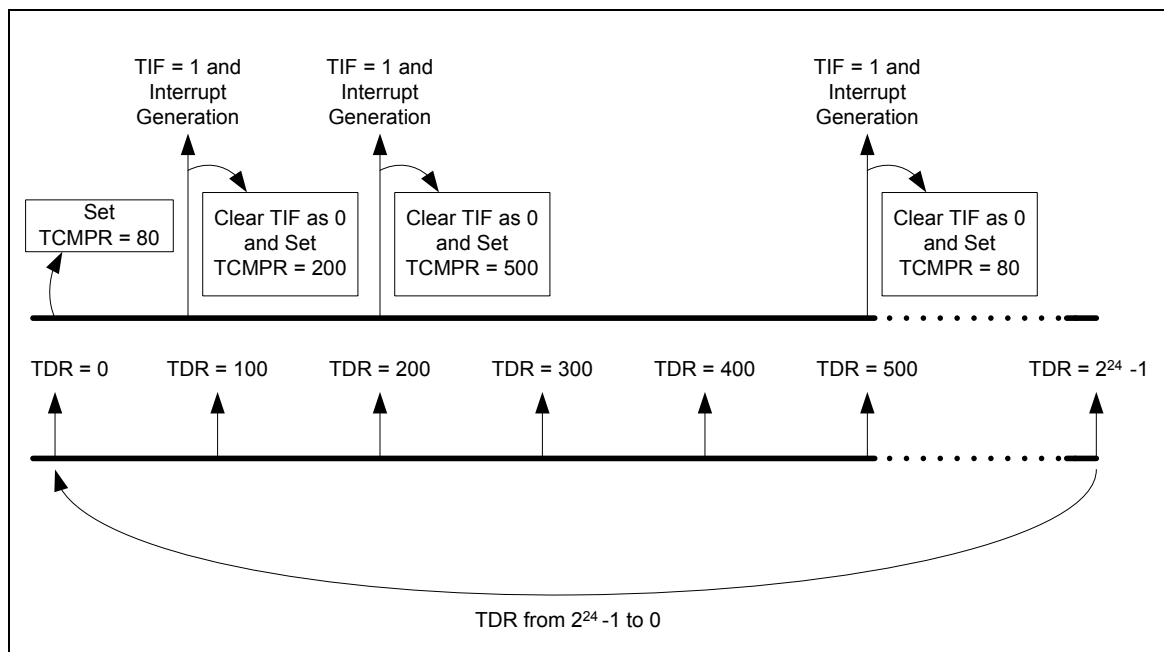 TIF = 1 and
Interrupt
Generation
TIF = 1 and
Interrupt
Generation
TIF = 1 and
Interrupt
Generation
Set
TCMPR = 80
Clear TIF as 0
and Set
TCMPR = 200
Clear TIF as 0
and Set
TCMPR = 500
Clear TIF as 0
and Set
TCMPR = 80
TDR = 0
TDR = 100
TDR = 200
TDR = 300
TDR = 400
TDR = 500
TDR = 2²⁴ -1
TDR from 2²⁴ -1 to 0